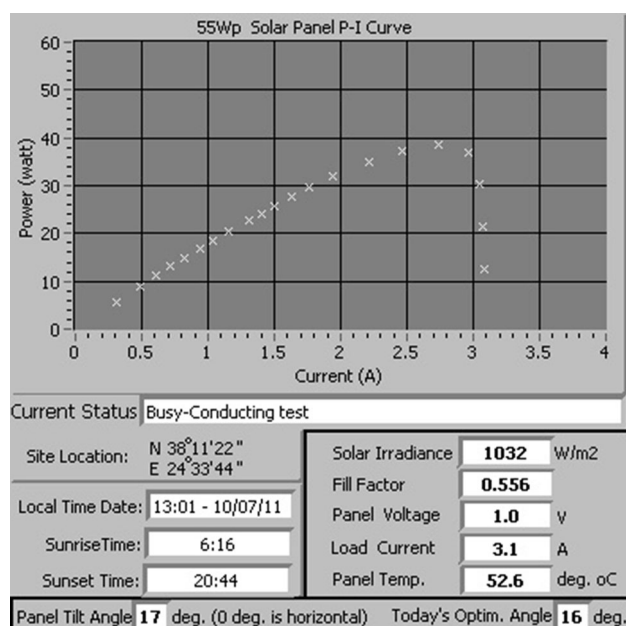 55Wp Solar Panel P-I Curve
60
50
40
30
20
10
0
Power (watt)
0 0.5 1 1.5 2 2.5 3 3.5 4
Current (A)
Current Status Busy-Conducting test
Site Location: N 38°11'22"
E 24°33'44"
Local Time Date: 13:01 - 10/07/11
SunriseTime: 6:16
Sunset Time: 20:44
Solar Irradiance 1032 W/m2
Fill Factor 0.556
Panel Voltage 1.0 V
Load Current 3.1 A
Panel Temp. 52.6 deg. oC
Panel Tilt Angle 17 deg. (0 deg. is horizontal) Today's Optim. Angle 16 deg.